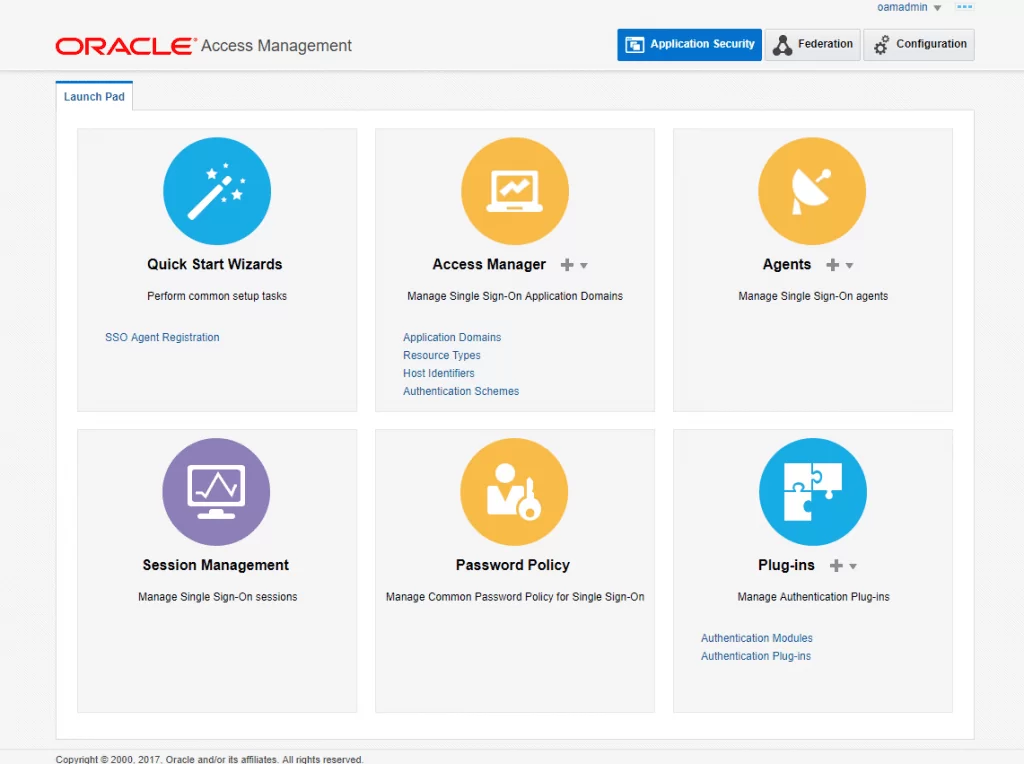 oamadmin
ORACLE® Access Management
Application Security
Federation
Configuration
Launch Pad
Quick Start Wizards
Perform common setup tasks
SSO Agent Registration
Access Manager
Manage Single Sign-On Application Domains
Application Domains
Resource Types
Host Identifiers
Authentication Schemes
Agents
Manage Single Sign-On agents
Session Management
Manage Single Sign-On sessions
Password Policy
Manage Common Password Policy for Single Sign-On
Plug-ins
Manage Authentication Plug-ins
Authentication Modules
Authentication Plug-ins
Copyright © 2000, 2017, Oracle and/or its affiliates. All rights reserved.